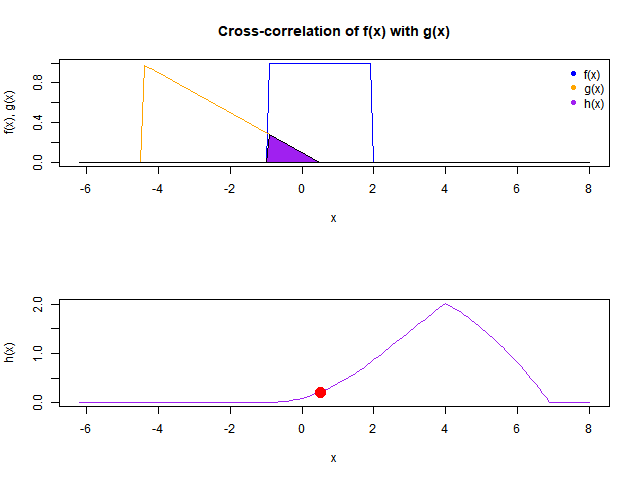 Cross-correlation of f(x) with g(x)
f(x), g(x)
0.8
0.4
0.0
f(x)
g(x)
h(x)
-6 -4 -2 0 2 4 6 8
x
h(x)
2.0
1.0
0.0
-6 -4 -2 0 2 4 6 8
x